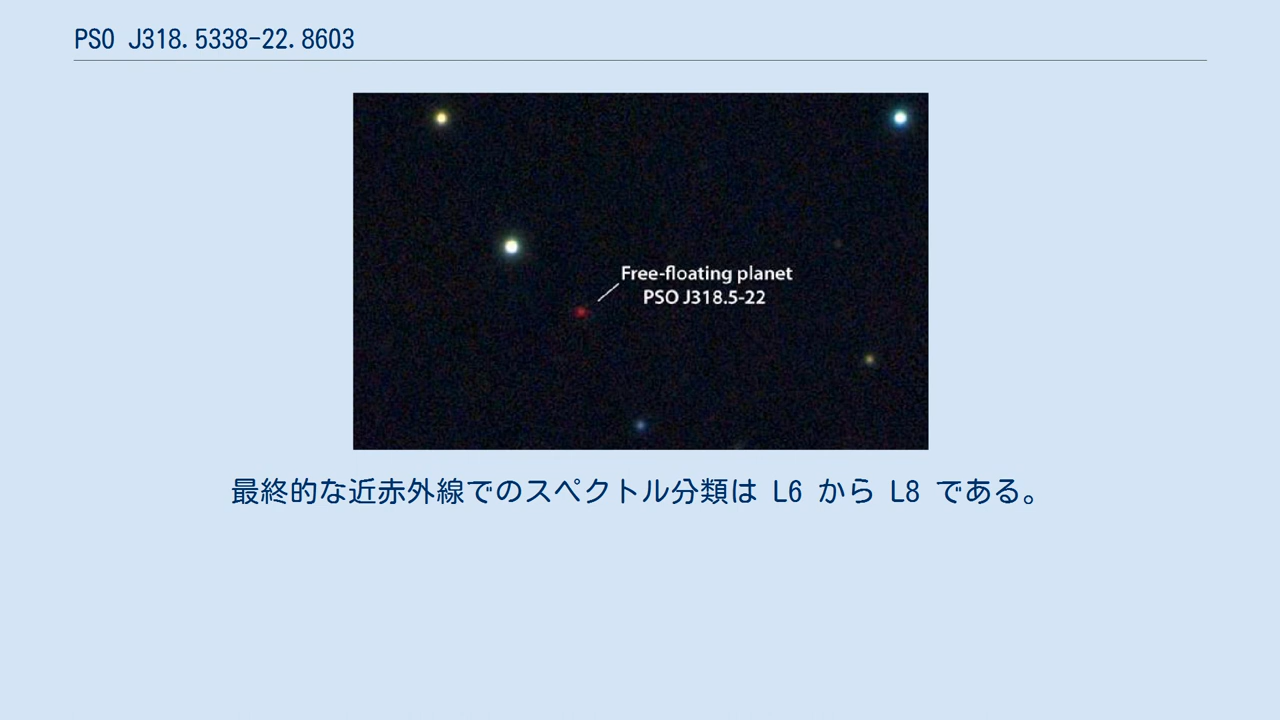 PSO J318.5338-22.8603
Free-floating planet
PSO J318.5-22
最終的な近赤外線でのスペクトル分類は L6 から L8 である。